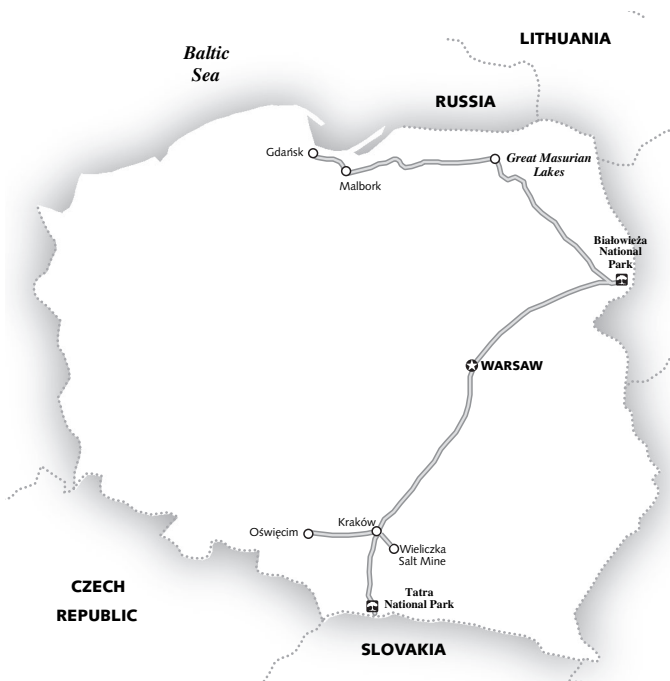 LITHUANIA
Baltic
Sea
RUSSIA
Gdańsk
Great Masurian
Lakes
Malbork
Białowieża
National
Park
WARSAW
Kraków
Oświęcim
Wieliczka
Salt Mine
CZECH
REPUBLIC
Tatra
National Park
SLOVAKIA